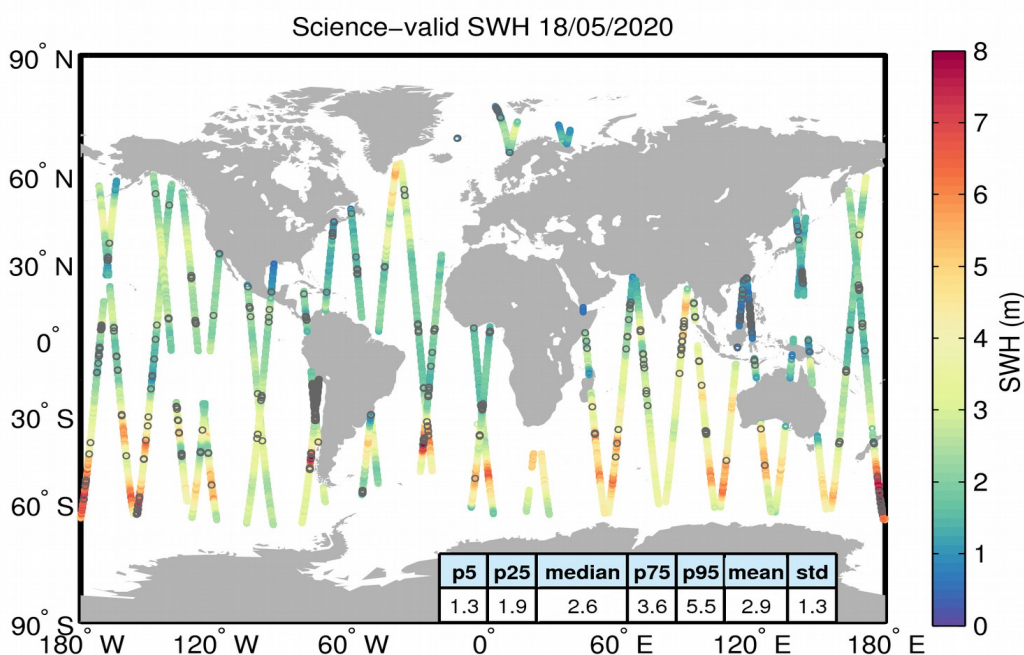 Science−valid SWH 18/05/2020
90° N
60° N
30° N
0°
30° S
60° S
90° S
180° W
120° W
60° W
0°
60° E
120° E
180° E
p5 p25 median p75 p95 mean std
1.3 1.9 2.6 3.6 5.5 2.9 1.3
8
7
6
5
4
3
2
1
0
SWH (m)